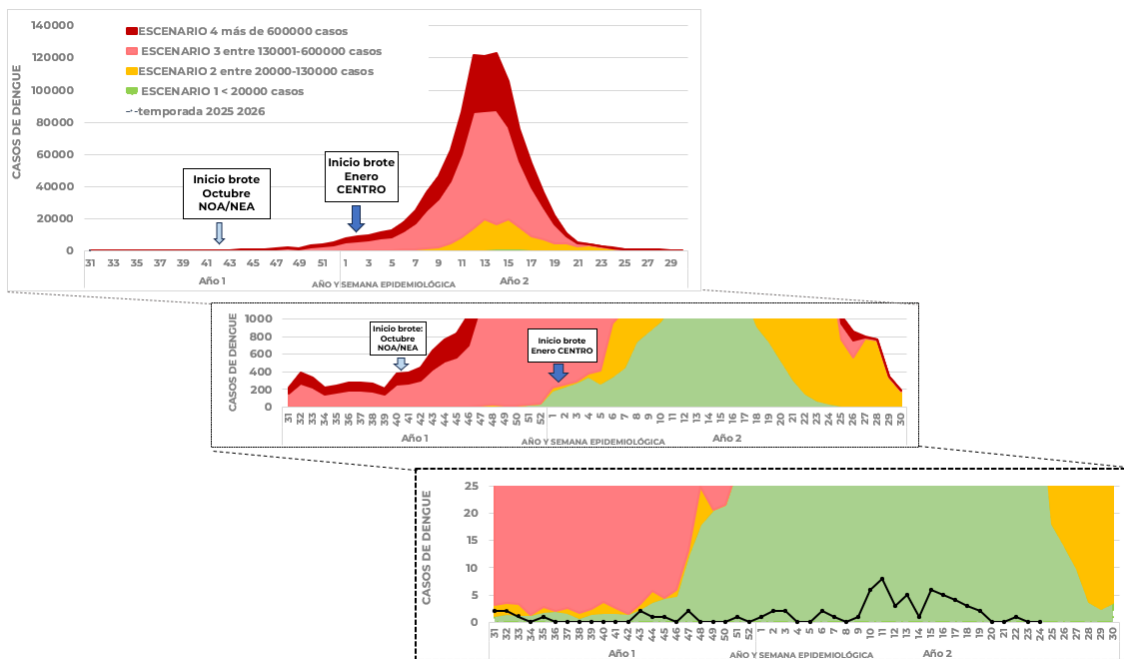 140000
120000
100000
80000
60000
40000
20000
0
CASOS DE DENGUE
ESCENARIO 4 más de 600000 casos
ESCENARIO 3 entre 130001-600000 casos
ESCENARIO 2 entre 20000-130000 casos
ESCENARIO 1 < 20000 casos
temporada 2025 2026
Inicio brote
Octubre
NOA/NEA
Inicio brote
Enero
CENTRO
31 33 35 37 39 41 43 45 47 49 51 1 3 5 7 9 11 13 15 17 19 21 23 25 27 29
Año 1 Año 2
AÑO Y SEMANA EPIDEMIOLÓGICA
1000
800
600
400
200
0
CASOS DE DENGUE
Inicio brote:
Octubre
NOA/NEA
Inicio brote
Enero CENTRO
31 32 33 34 35 36 37 38 39 40 41 42 43 44 45 46 47 48 49 50 51 52 1 2 3 4 5 6 7 8 9 10 11 12 13 14 15 16 17 18 19 20 21 22 23 24 25 26 27 28 29 30
Año 1 Año 2
AÑO Y SEMANA EPIDEMIOLÓGICA
25
20
15
10
5
0
CASOS DE DENGUE
31 32 33 34 35 36 37 38 39 40 41 42 43 44 45 46 47 48 49 50 51 52 1 2 3 4 5 6 7 8 9 10 11 12 13 14 15 16 17 18 19 20 21 22 23 24 25 26 27 28 29 30
Año 1 Año 2
AÑO Y SEMANA EPIDEMIOLÓGICA